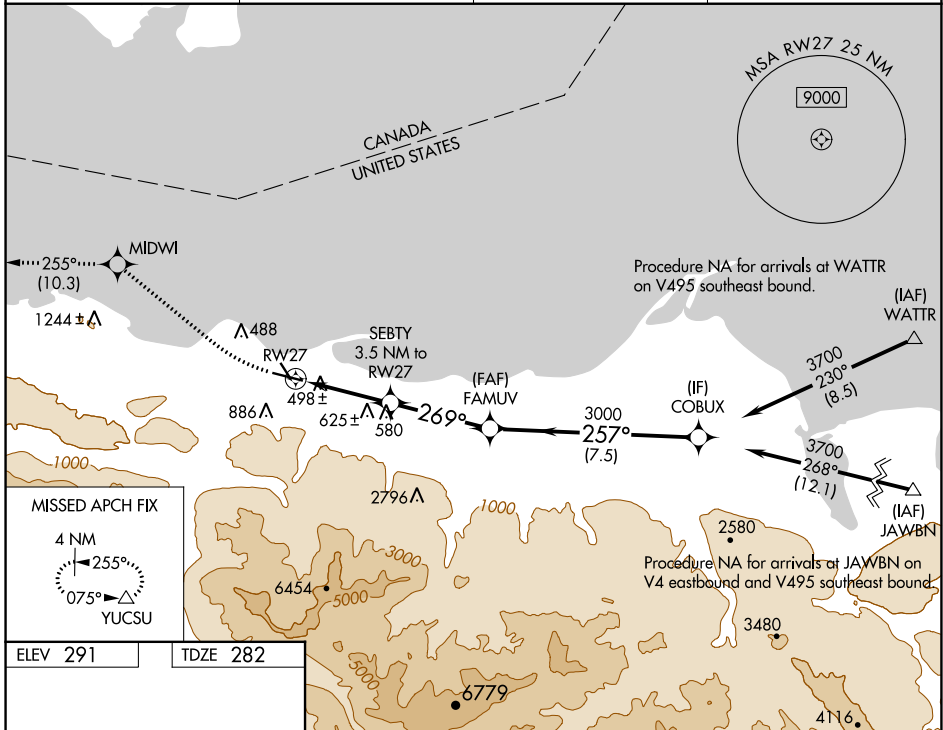 MSA RW27 25 NM
9000
CANADA
UNITED STATES
MIDWI
255°
(10.3)
1244 ±
488
Procedure NA for arrivals at WATTR
on V495 southeast bound.
(IAF)
WATTR
3700
230°
(8.5)
SEBTY
3.5 NM to
RW27
RW27
498 ±
886
625 ±
580
269°
(FAF)
FAMUV
3000
257°
(7.5)
(IF)
COBUX
3700
268°
(12.1)
(IAF)
JAWBN
1000
2796
1000
2580
Procedure NA for arrivals at JAWBN on
V4 eastbound and V495 southeast bound.
MISSED APCH FIX
4 NM
255°
075°
YUCSU
3000
6454
5000
3480
ELEV 291
TDZE 282
5000
6779
4116